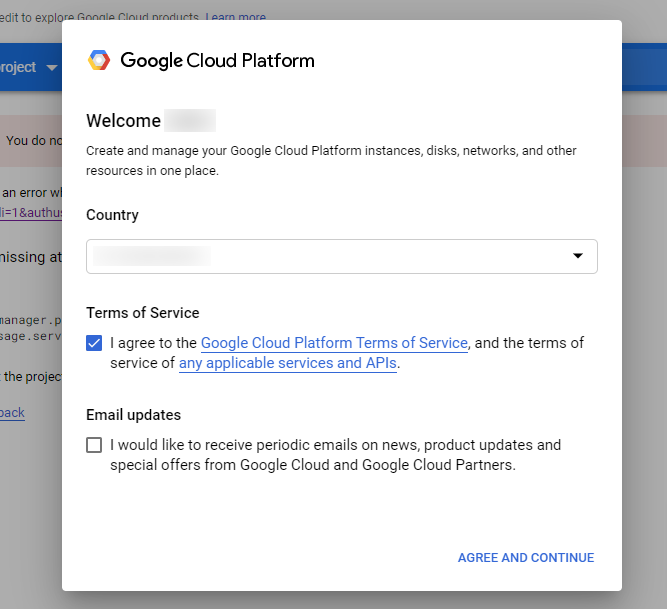 edit to explore Google Cloud products. Learn more
roject
Google Cloud Platform
Welcome
You do no
Create and manage your Google Cloud Platform instances, disks, networks, and other
resources in one place.
an error wh
li=1&authus
Country
missing at
Terms of Service
manager.p
sage.serv
I agree to the Google Cloud Platform Terms of Service, and the terms of
service of any applicable services and APIs.
t the project
back
Email updates
I would like to receive periodic emails on news, product updates and
special offers from Google Cloud and Google Cloud Partners.
AGREE AND CONTINUE